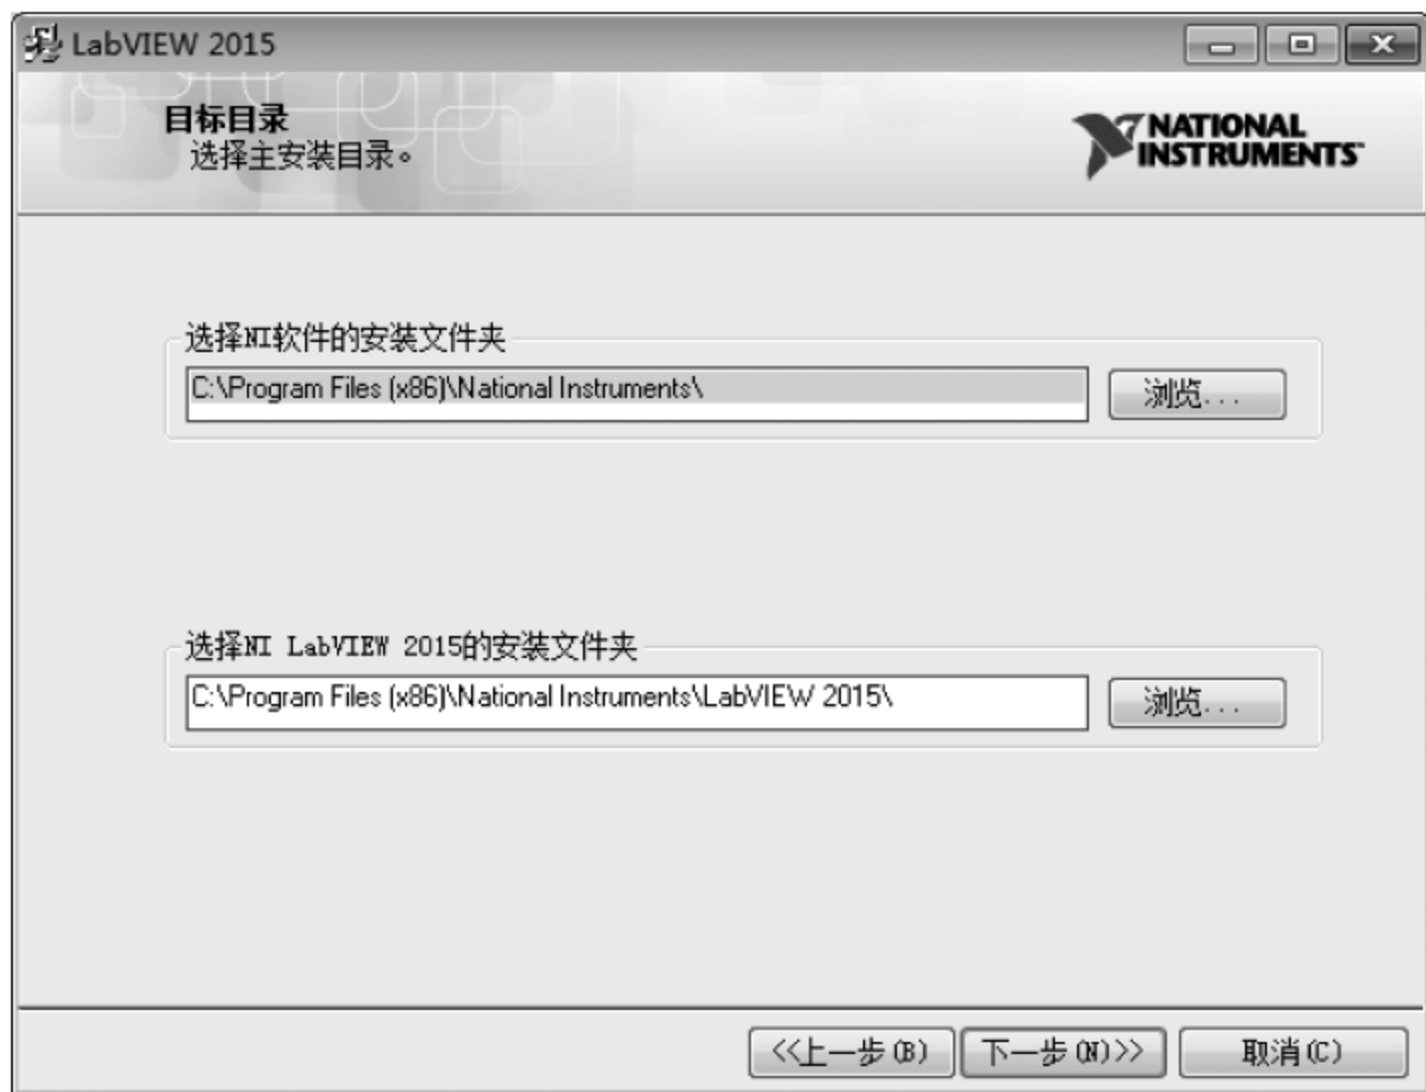 LabVIEW 2015
目标目录
选择主安装目录。
NATIONAL
INSTRUMENTS™
选择NI软件的安装文件夹
C:\Program Files (x86)\National Instruments\
浏览...
选择NI LabVIEW 2015的安装文件夹
C:\Program Files (x86)\National Instruments\LabVIEW 2015\
浏览...
<<上一步(B) 下一步(N)>> 取消(C)